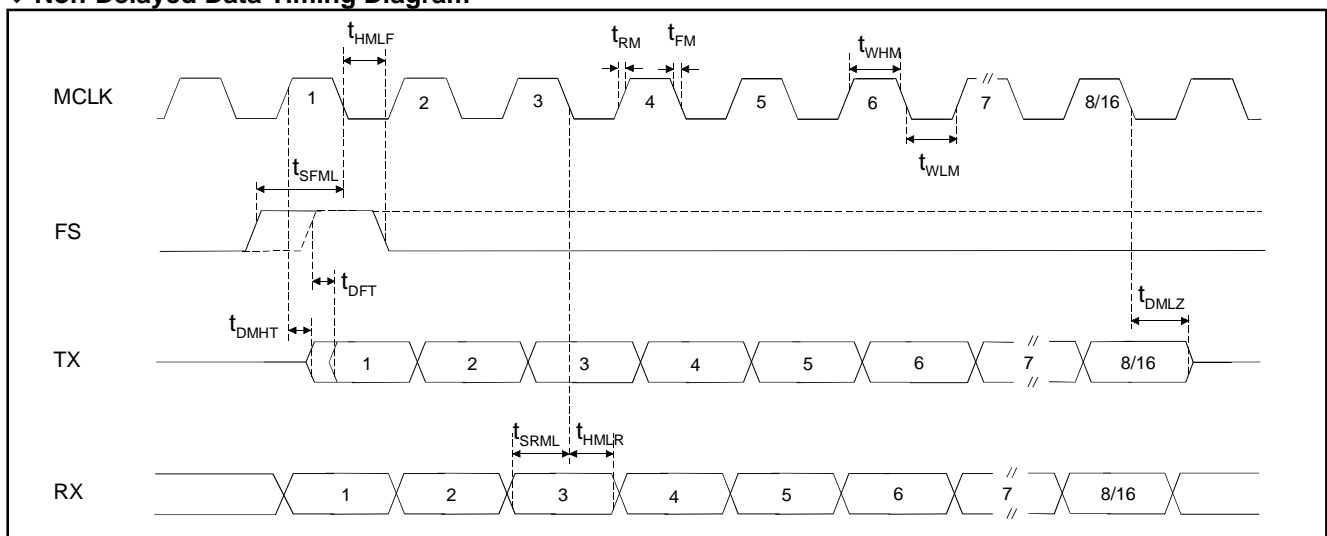 Non-Delayed Data Timing Diagram
tHMLF tRM tFM tWHM
MCLK 1 2 3 4 5 6 // 7 8/16
tSFML tWLM
FS
tDFT tDMLZ
tDMHT
TX 1 2 3 4 5 6 // 7 // 8/16
tSRML tHMLR
RX 1 2 3 4 5 6 // 7 // 8/16